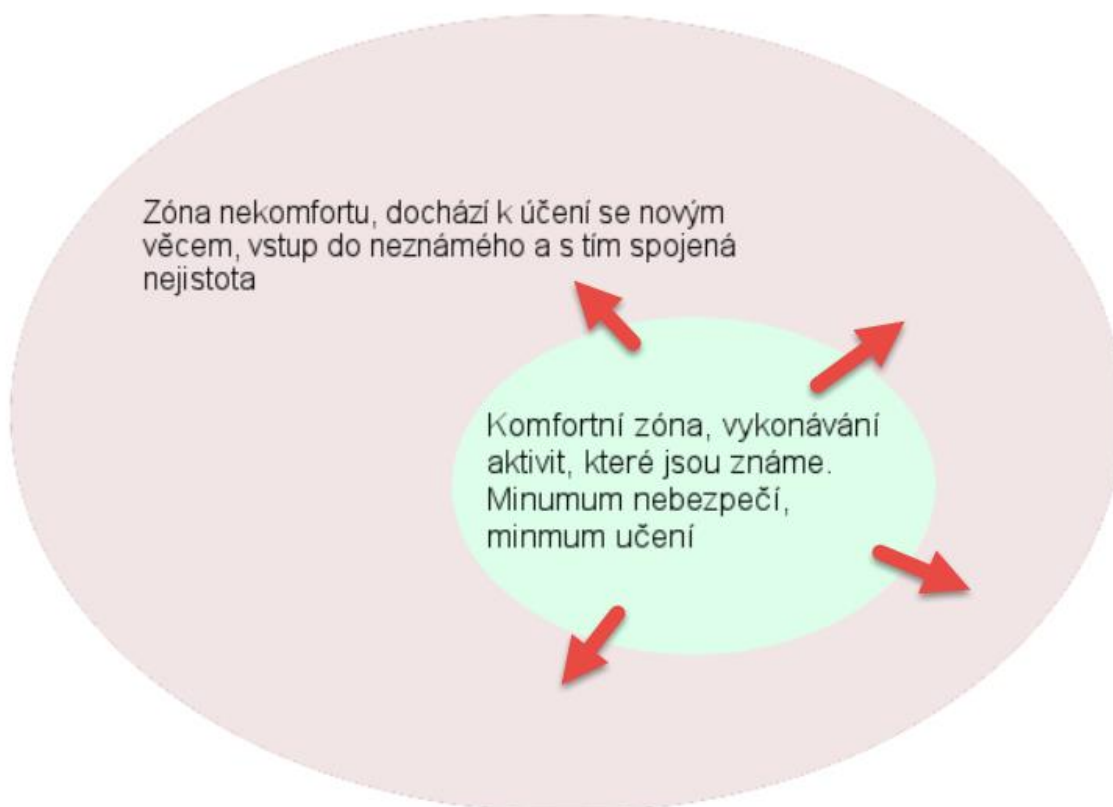 Zóna nekomfortu, dochází k účení se novým
věcem, vstup do neznámého a s tím spojená
nejistota
Komfortní zóna, vykonávání
aktivit, které jsou známe.
Minumum nebezpečí,
minmum učení